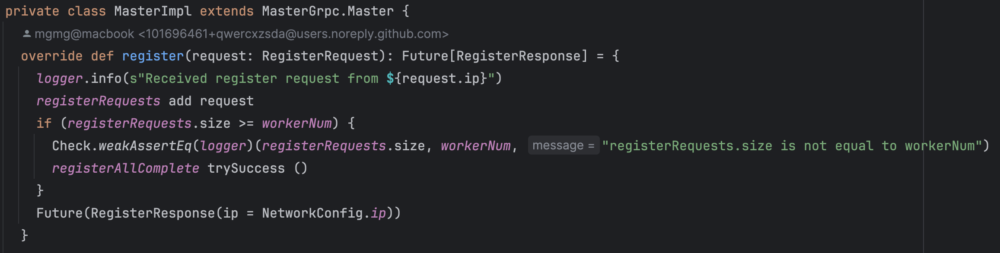 private class MasterImpl extends MasterGrpc.Master {
mgmg@macbook <101696461+qwercxzsda@users.noreply.github.com>
override def register(request: RegisterRequest): Future[RegisterResponse] = {
logger.info(s"Received register request from ${request.ip}")
registerRequests add request
if (registerRequests.size >= workerNum) {
Check.weakAssertEq(logger)(registerRequests.size, workerNum, message = "registerRequests.size is not equal to workerNum")
registerAllComplete trySuccess ()
}
Future(RegisterResponse(ip = NetworkConfig.ip))
}